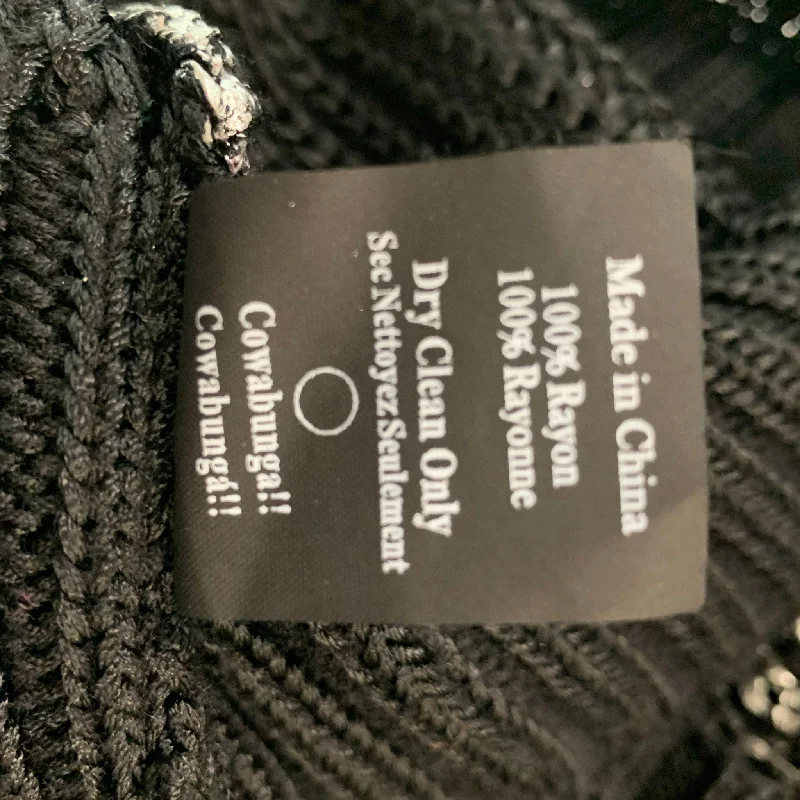 Made in China
100% Rayon
100% Rayonne
Dry Clean Only
Sec Nettoyez Seulement
Cowabunga!!
Cowabunga!!